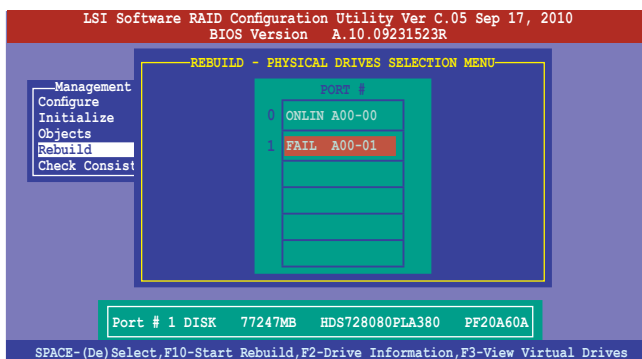 LSI Software RAID Configuration Utility Ver C.05 Sep 17, 2010
BIOS Version A.10.09231523R
REBUILD - PHYSICAL DRIVES SELECTION MENU
Management
Configure
Initialize
Objects
Rebuild
Check Consist
PORT #
0 ONLIN A00-00
1 FAIL A00-01
Port # 1 DISK 77247MB HDS728080PLA380 PF20A60A
SPACE-(De)Select,F10-Start Rebuild,F2-Drive Information,F3-View Virtual Drives